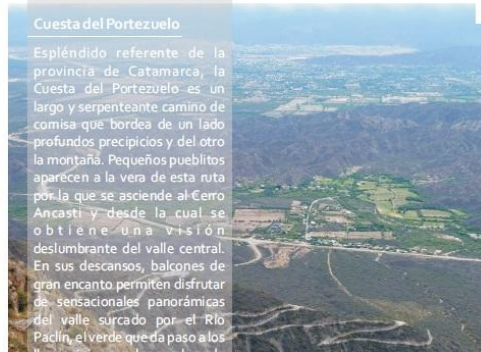 Cuesta del Portezuelo
Espléndido referente de la
provincia de Catamarca, la
Cuesta del Portezuelo es un
largo y serpenteante camino de
cornisa que bordea de un lado
profundos precipicios y del otro
la montaña. Pequeños pueblitos
aparecen a la vera de esta ruta
por la que se asciende al Cerro
Ancasti y desde la cual se
obtiene una visión
deslumbrante del valle central.
En sus descansos, balcones de
gran encanto permiten disfrutar
de sensacionales panorámicas
del valle surcado por el Río
Paclín, el verde que da paso a los